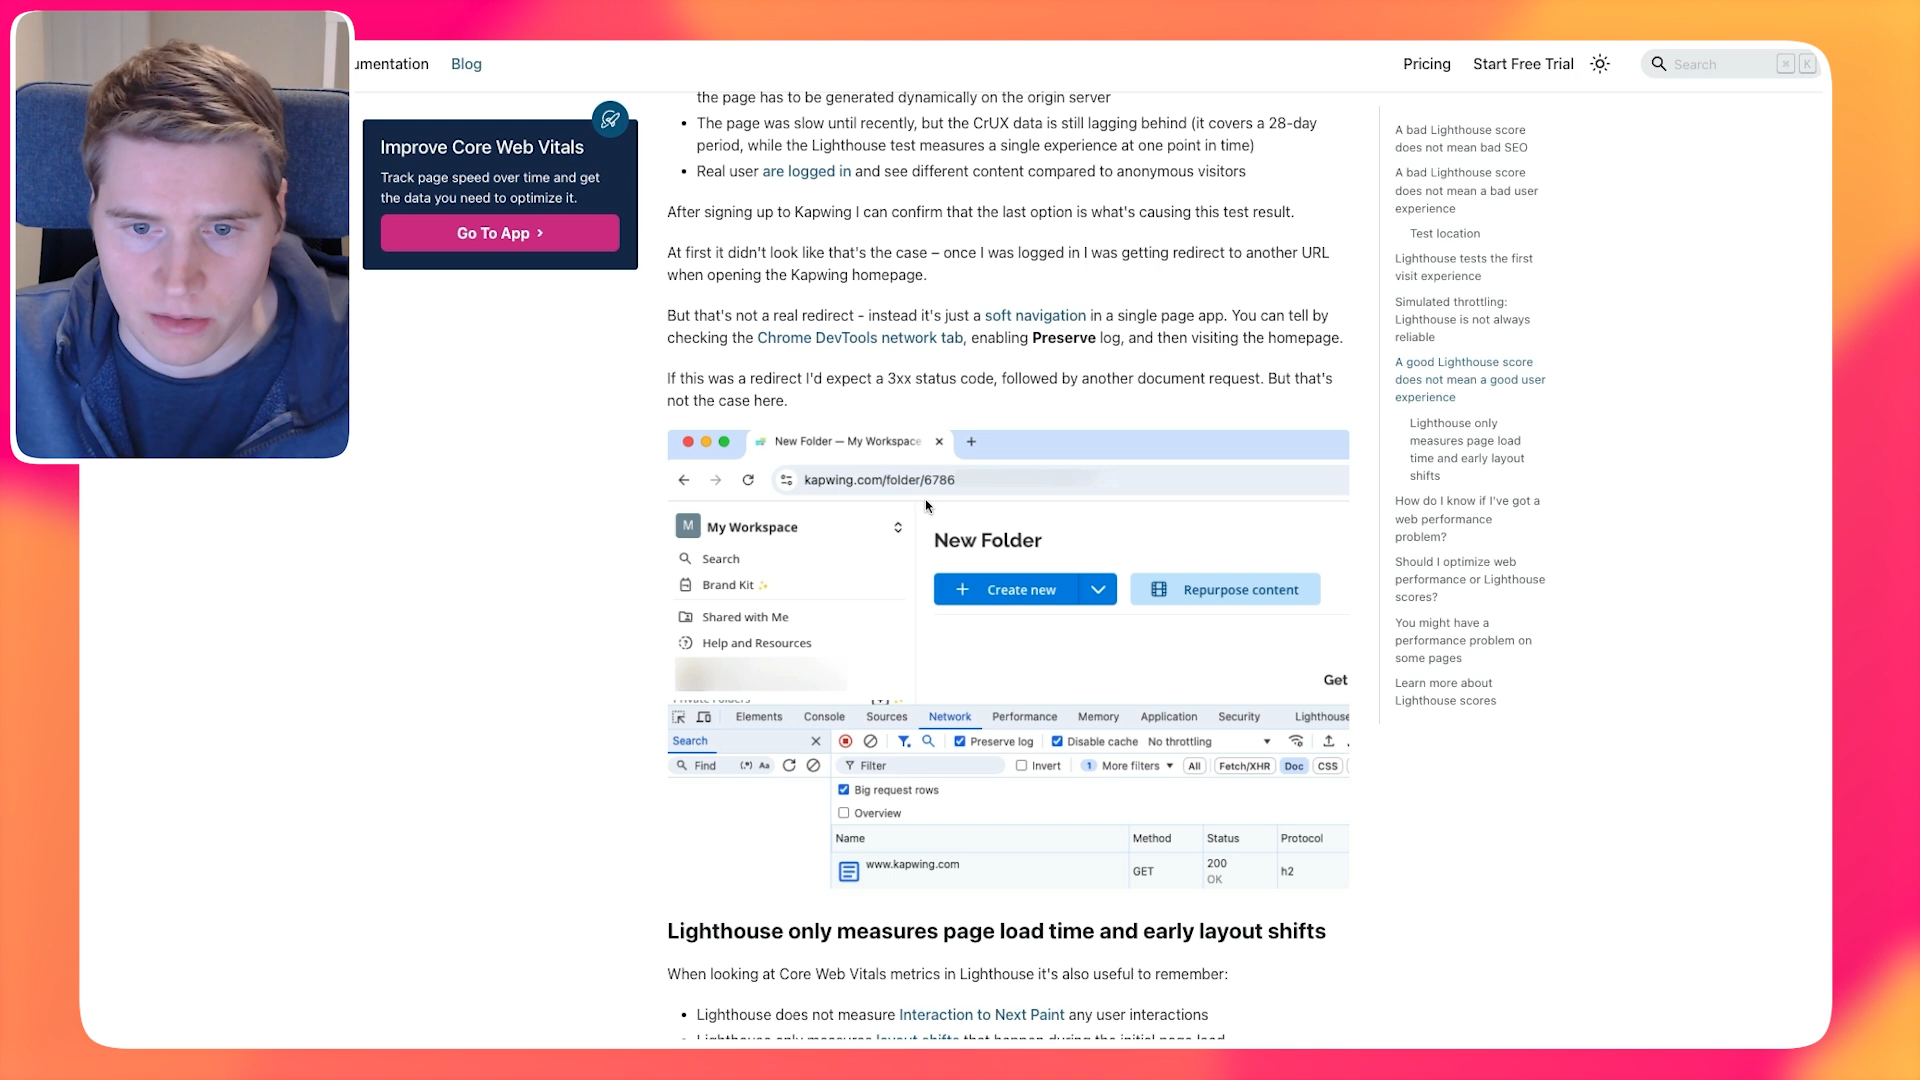 umentation
Blog
Pricing
Start Free Trial
Search
⌘ K
Improve Core Web Vitals
Track page speed over time and get
the data you need to optimize it.
Go To App ›
the page has to be generated dynamically on the origin server
• The page was slow until recently, but the CrUX data is still lagging behind (it covers a 28-day
period, while the Lighthouse test measures a single experience at one point in time)
• Real user are logged in and see different content compared to anonymous visitors
After signing up to Kapwing I can confirm that the last option is what's causing this test result.
At first it didn't look like that's the case – once I was logged in I was getting redirect to another URL
when opening the Kapwing homepage.
But that's not a real redirect - instead it's just a soft navigation in a single page app. You can tell by
checking the Chrome DevTools network tab, enabling Preserve log, and then visiting the homepage.
If this was a redirect I'd expect a 3xx status code, followed by another document request. But that's
not the case here.
New Folder — My Workspace
kapwing.com/folder/6786
M My Workspace
Search
Brand Kit
Shared with Me
Help and Resources
New Folder
+ Create new
Repurpose content
Get
Elements Console Sources Network Performance Memory Application Security Lighthouse
Search
Preserve log Disable cache No throttling
Find (.*) Aa
Filter Invert 1 More filters All Fetch/XHR Doc CSS
Big request rows
Overview
Name Method Status Protocol
www.kapwing.com GET 200 h2
OK
Lighthouse only measures page load time and early layout shifts
When looking at Core Web Vitals metrics in Lighthouse it's also useful to remember:
• Lighthouse does not measure Interaction to Next Paint any user interactions
• Lighthouse only measures layout shifts that happen during the initial page load
A bad Lighthouse score
does not mean bad SEO
A bad Lighthouse score
does not mean a bad user
experience
Test location
Lighthouse tests the first
visit experience
Simulated throttling:
Lighthouse is not always
reliable
A good Lighthouse score
does not mean a good user
experience
Lighthouse only
measures page load
time and early layout
shifts
How do I know if I've got a
web performance
problem?
Should I optimize web
performance or Lighthouse
scores?
You might have a
performance problem on
some pages
Learn more about
Lighthouse scores